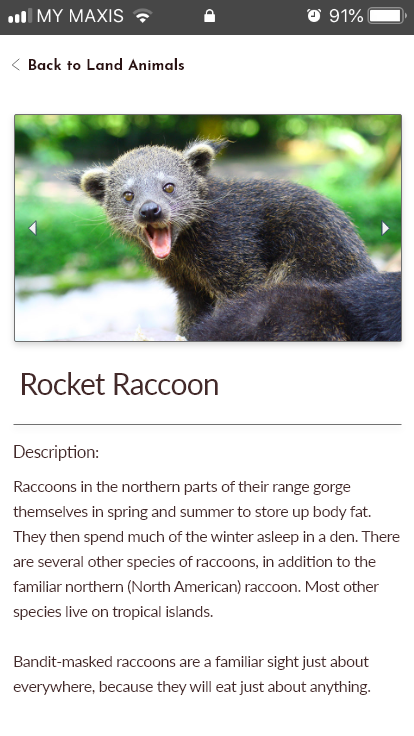 MY MAXIS 91%
Back to Land Animals
Rocket Raccoon
Description:
Raccoons in the northern parts of their range gorge
themselves in spring and summer to store up body fat.
They then spend much of the winter asleep in a den. There
are several other species of raccoons, in addition to the
familiar northern (North American) raccoon. Most other
species live on tropical islands.
Bandit-masked raccoons are a familiar sight just about
everywhere, because they will eat just about anything.